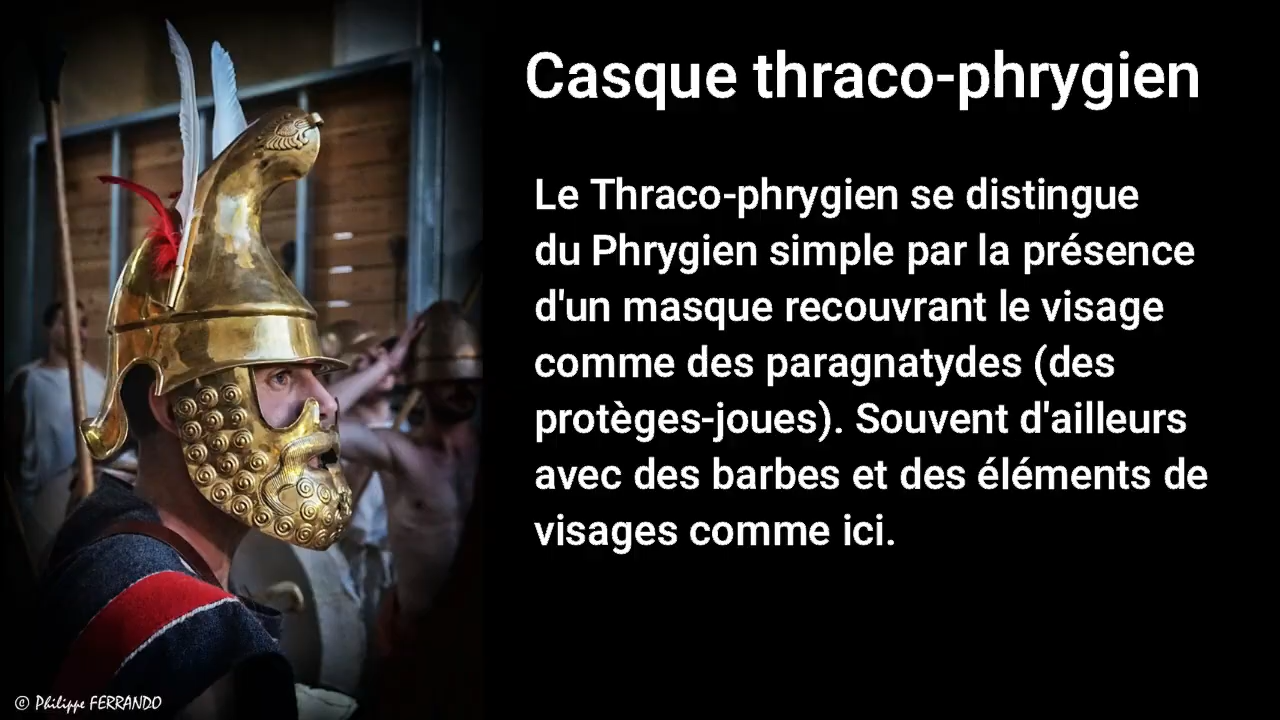 Casque thraco-phrygien
Le Thraco-phrygien se distingue
du Phrygien simple par la présence
d'un masque recouvrant le visage
comme des paragnatydes (des
protèges-joues). Souvent d'ailleurs
avec des barbes et des éléments de
visages comme ici.
© Philippe FERRANDO